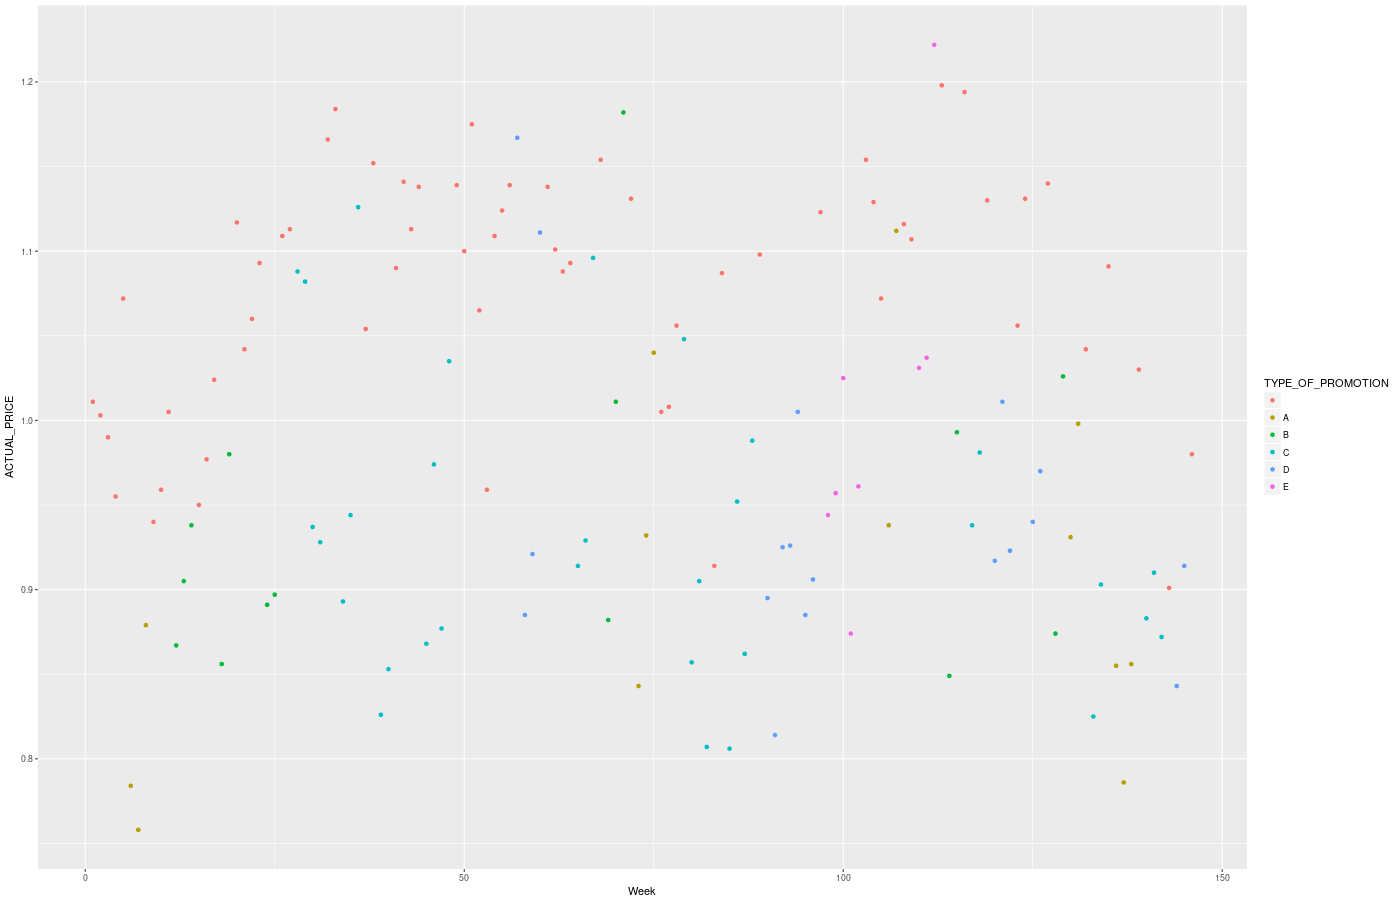 1.2
1.1
1.0
0.9
0.8
ACTUAL_PRICE
0
50
100
150
Week
TYPE_OF_PROMOTION
A
B
C
D
E